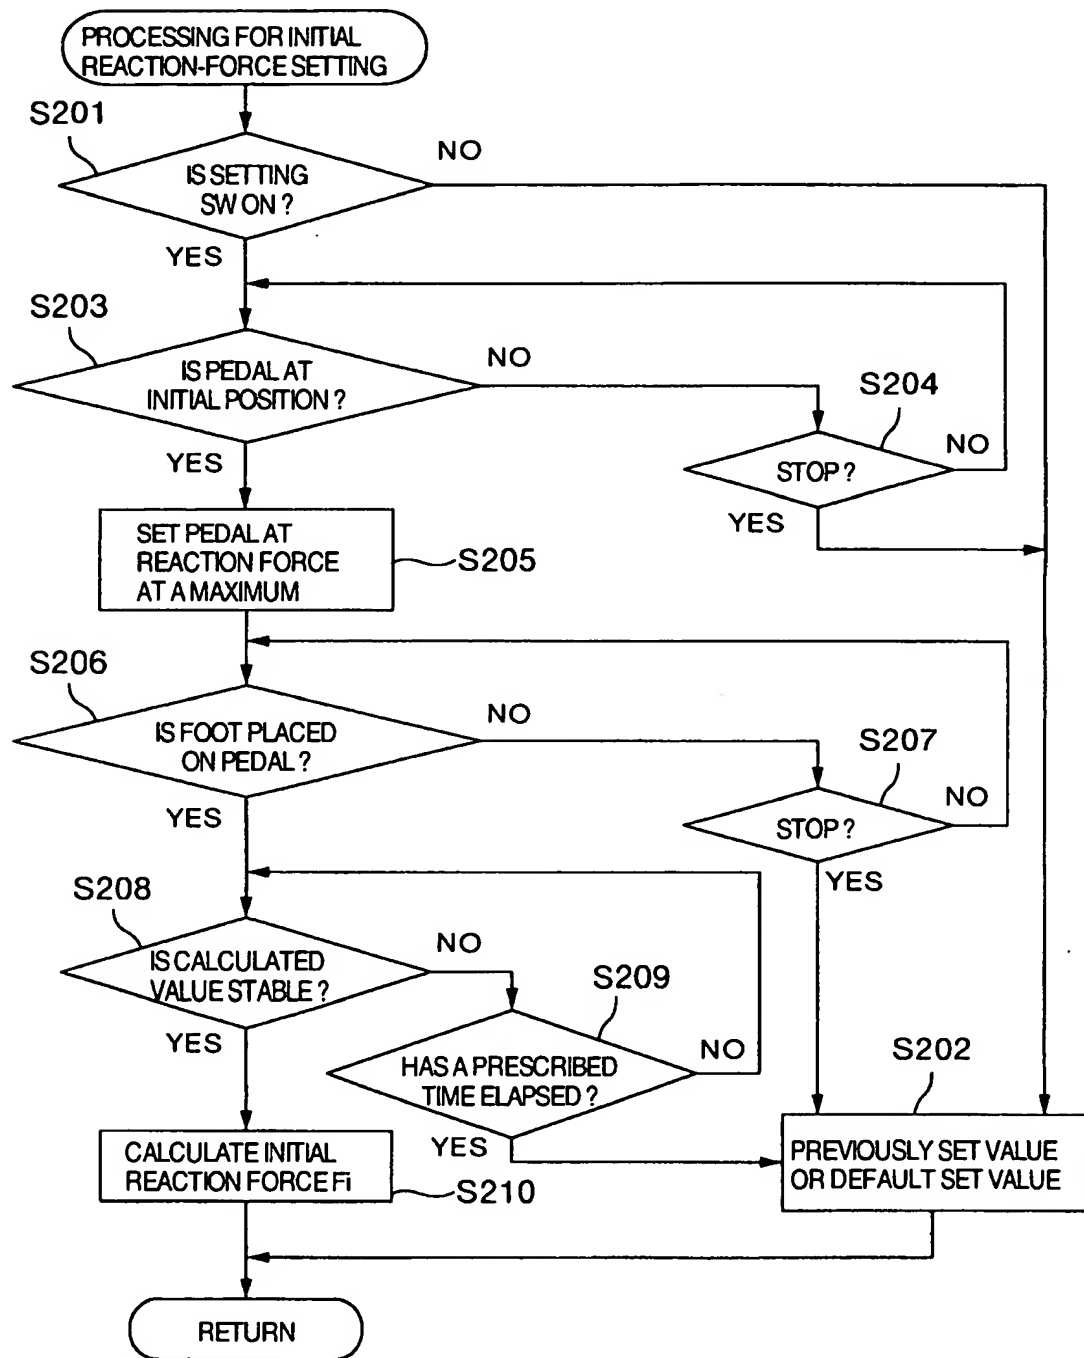 PROCESSING FOR INITIAL
REACTION-FORCE SETTING
S201
NO
IS SETTING
SW ON ?
YES
S203
NO
IS PEDAL AT
INITIAL POSITION ?
S204
NO
STOP ?
YES
YES
SET PEDAL AT
REACTION FORCE
AT A MAXIMUM
S205
S206
NO
IS FOOT PLACED
ON PEDAL ?
S207
NO
STOP ?
YES
YES
S208
NO
IS CALCULATED
VALUE STABLE ?
S209
NO
YES
HAS A PRESCRIBED
TIME ELAPSED ?
S202
YES
CALCULATE INITIAL
REACTION FORCE Fi
S210
PREVIOUSLY SET VALUE
OR DEFAULT SET VALUE
RETURN